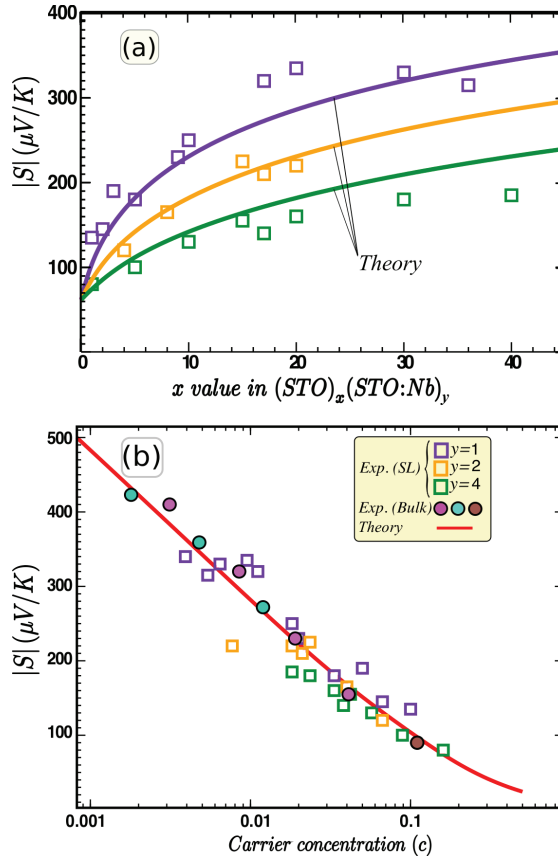 400
(a)
300
|S| (μV/K)
200
Theory
100
0 10 20 30 40
x value in (STO)x(STO:Nb)y
500
(b)
y=1
Exp. (SL) y=2
y=4
Exp. (Bulk)
Theory
400
300
|S| (μV/K)
200
100
0.001 0.01 0.1
Carrier concentration (c)